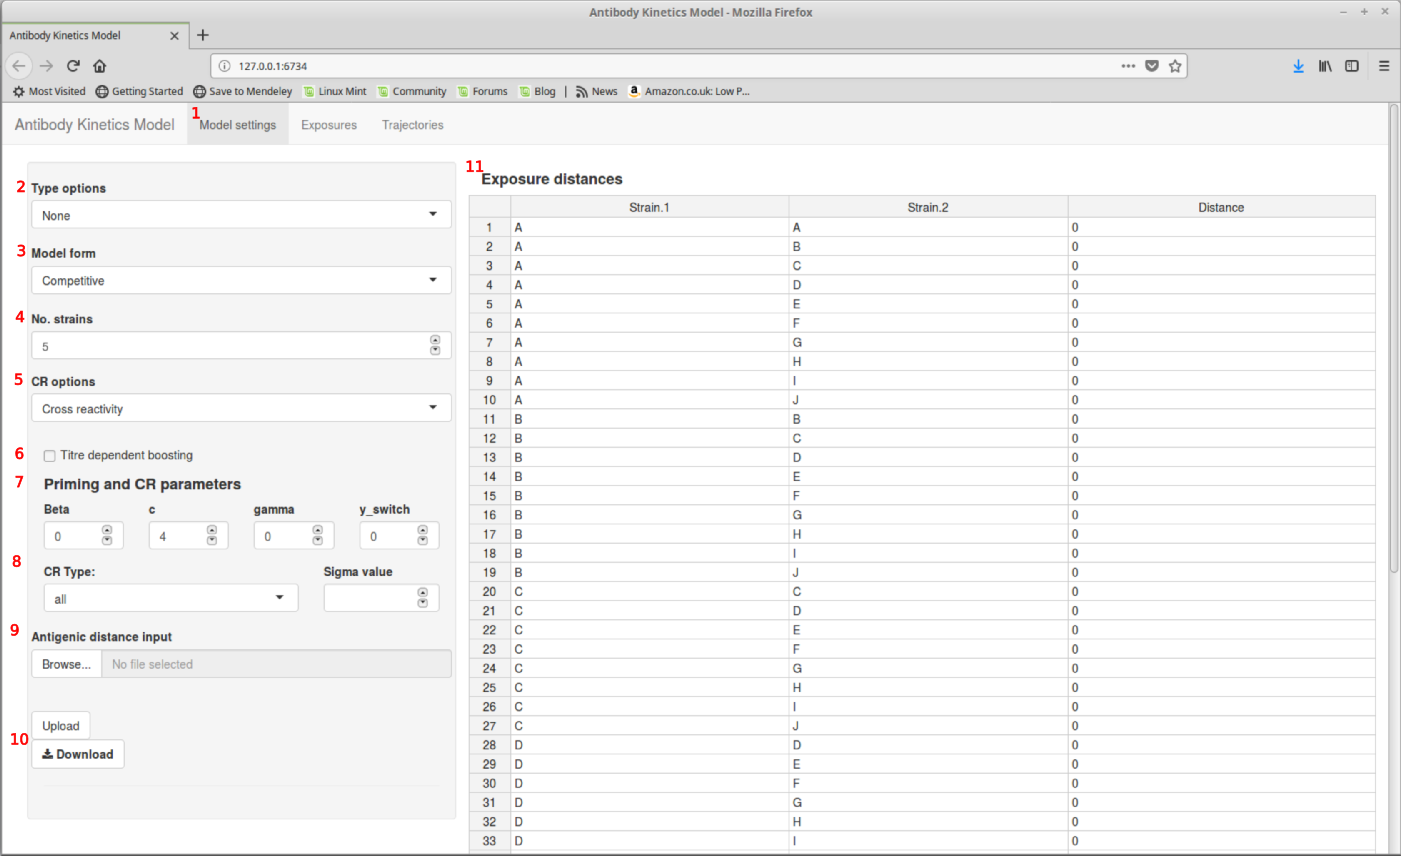 Antibody Kinetics Model - Mozilla Firefox
Antibody Kinetics Model
127.0.0.1:6734
Most Visited Getting Started Save to Mendeley Linux Mint Community Forums Blog | News Amazon.co.uk: Low P...
Antibody Kinetics Model 1 Model settings Exposures Trajectories
2 Type options
None
3 Model form
Competitive
4 No. strains
5
5 CR options
Cross reactivity
6 Titre dependent boosting
7 Priming and CR parameters
Beta c gamma y_switch
0 4 0 0
8 CR Type: Sigma value
all
9 Antigenic distance input
Browse... No file selected
Upload
10 Download
11 Exposure distances
Strain.1 Strain.2 Distance
1 A A 0
2 A B 0
3 A C 0
4 A D 0
5 A E 0
6 A F 0
7 A G 0
8 A H 0
9 A I 0
10 A J 0
11 B B 0
12 B C 0
13 B D 0
14 B E 0
15 B F 0
16 B G 0
17 B H 0
18 B I 0
19 B J 0
20 C C 0
21 C D 0
22 C E 0
23 C F 0
24 C G 0
25 C H 0
26 C I 0
27 C J 0
28 D D 0
29 D E 0
30 D F 0
31 D G 0
32 D H 0
33 D I 0